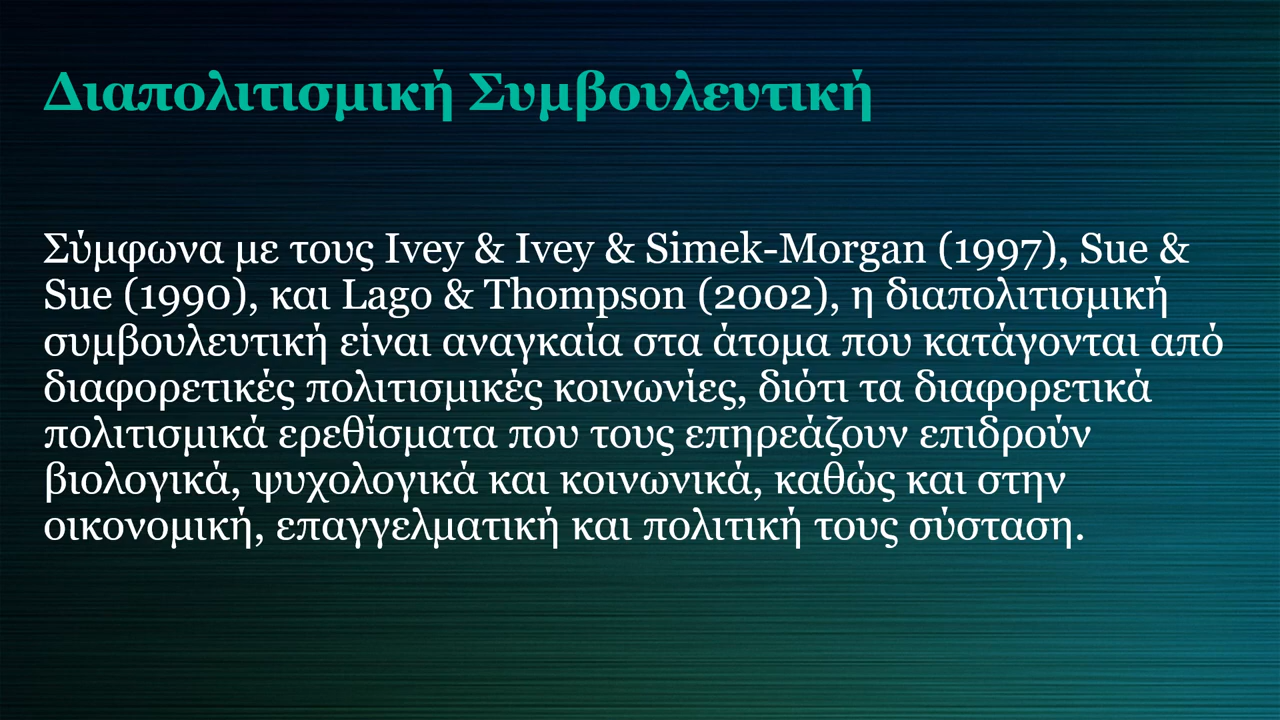 Διαπολιτισμική Συμβουλευτική
Σύμφωνα με τους Ivey & Ivey & Simek-Morgan (1997), Sue &
Sue (1990), και Lago & Thompson (2002), η διαπολιτισμική
συμβουλευτική είναι αναγκαία στα άτομα που κατάγονται από
διαφορετικές πολιτισμικές κοινωνίες, διότι τα διαφορετικά
πολιτισμικά ερεθίσματα που τους επηρεάζουν επιδρούν
βιολογικά, ψυχολογικά και κοινωνικά, καθώς και στην
οικονομική, επαγγελματική και πολιτική τους σύσταση.